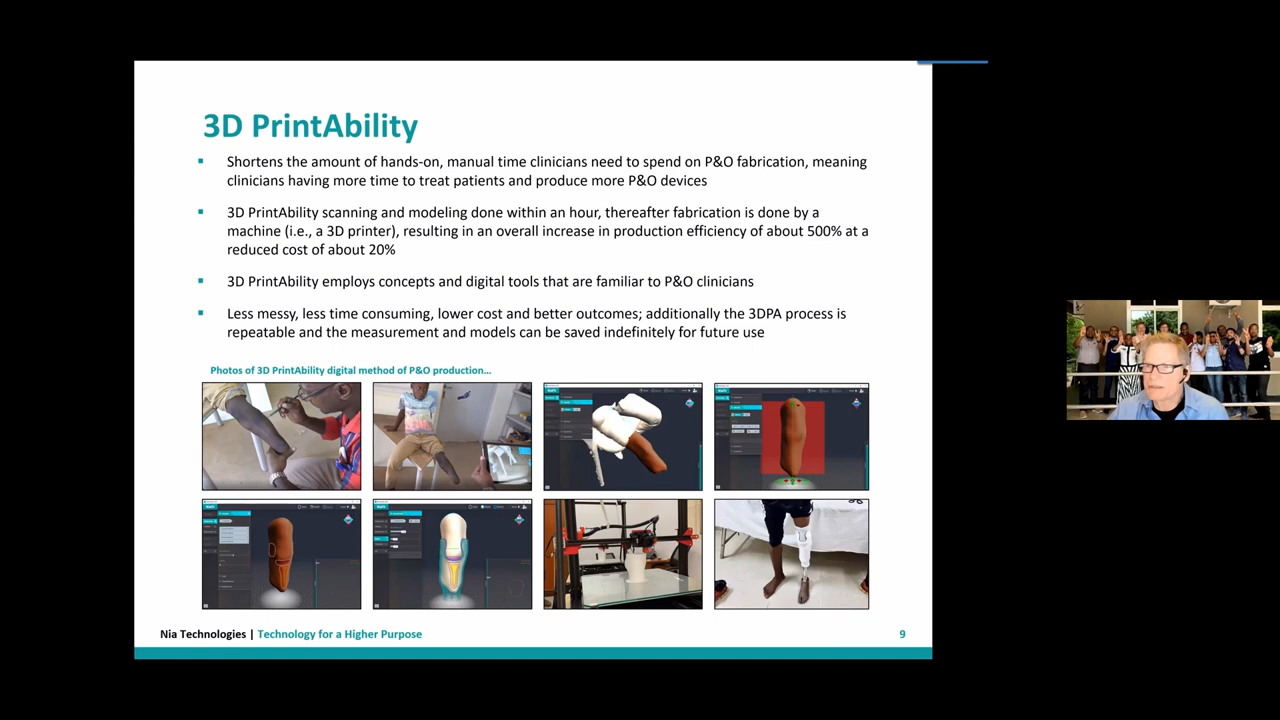 3D PrintAbility
Shortens the amount of hands-on, manual time clinicians need to spend on P&O fabrication, meaning
clinicians having more time to treat patients and produce more P&O devices
3D PrintAbility scanning and modeling done within an hour, thereafter fabrication is done by a
machine (i.e., a 3D printer), resulting in an overall increase in production efficiency of about 500% at a
reduced cost of about 20%
3D PrintAbility employs concepts and digital tools that are familiar to P&O clinicians
Less messy, less time consuming, lower cost and better outcomes; additionally the 3DPA process is
repeatable and the measurement and models can be saved indefinitely for future use
Photos of 3D PrintAbility digital method of P&O production...
Nia Technologies | Technology for a Higher Purpose
9